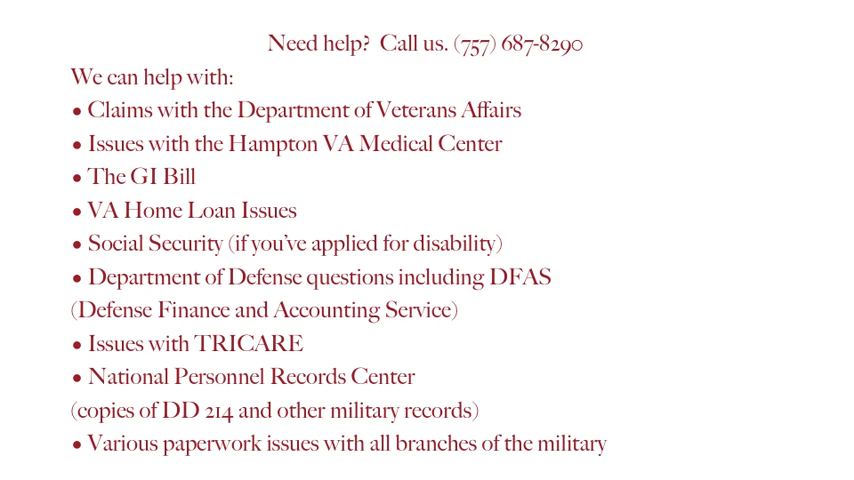 Need help?  Call us. (757) 687-8290
We can help with:
• Claims with the Department of Veterans Affairs
• Issues with the Hampton VA Medical Center
• The GI Bill
• VA Home Loan Issues
• Social Security (if you've applied for disability)
• Department of Defense questions including DFAS
(Defense Finance and Accounting Service)
• Issues with TRICARE
• National Personnel Records Center
(copies of DD 214 and other military records)
• Various paperwork issues with all branches of the military